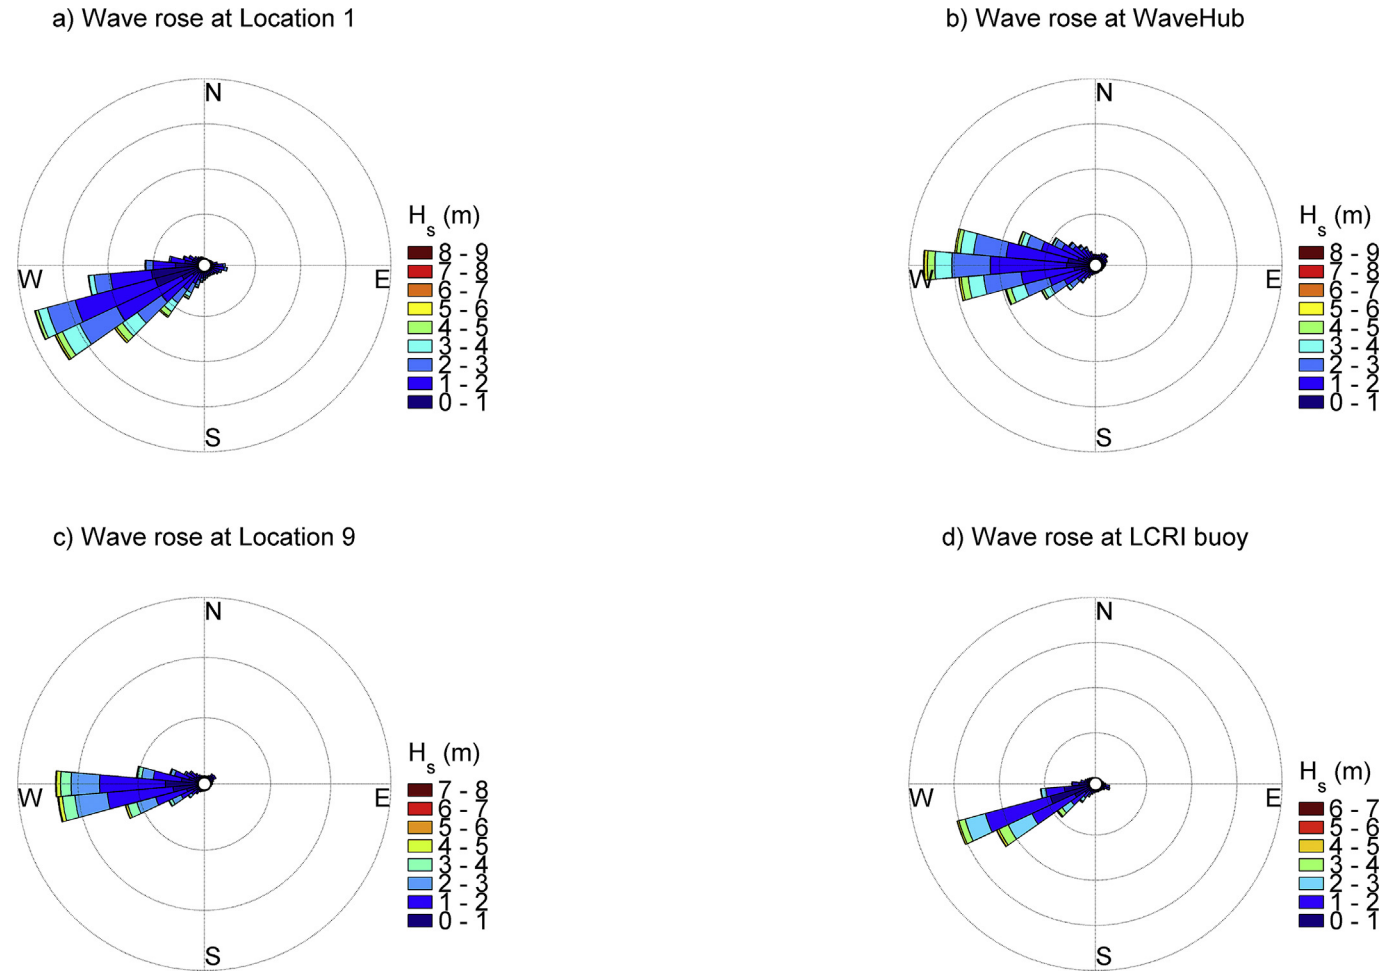 a) Wave rose at Location 1
N
W
E
S
H_s (m)
8 - 9
7 - 8
6 - 7
5 - 6
4 - 5
3 - 4
2 - 3
1 - 2
0 - 1
b) Wave rose at WaveHub
N
W
E
S
H_s (m)
8 - 9
7 - 8
6 - 7
5 - 6
4 - 5
3 - 4
2 - 3
1 - 2
0 - 1
c) Wave rose at Location 9
N
W
E
S
H_s (m)
7 - 8
6 - 7
5 - 6
4 - 5
3 - 4
2 - 3
1 - 2
0 - 1
d) Wave rose at LCRI buoy
N
W
E
S
H_s (m)
6 - 7
5 - 6
4 - 5
3 - 4
2 - 3
1 - 2
0 - 1